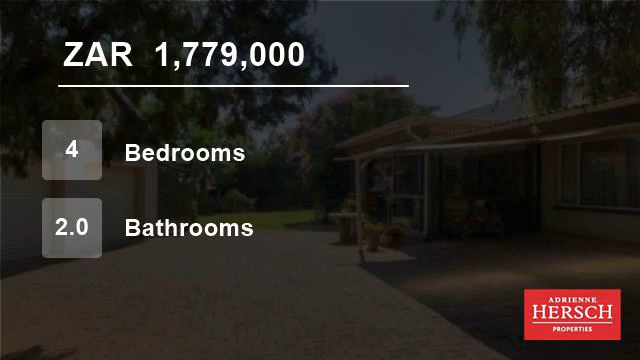 ZAR 1,779,000
4
Bedrooms
2.0
Bathrooms
ADRIENNE
HERSCH
PROPERTIES